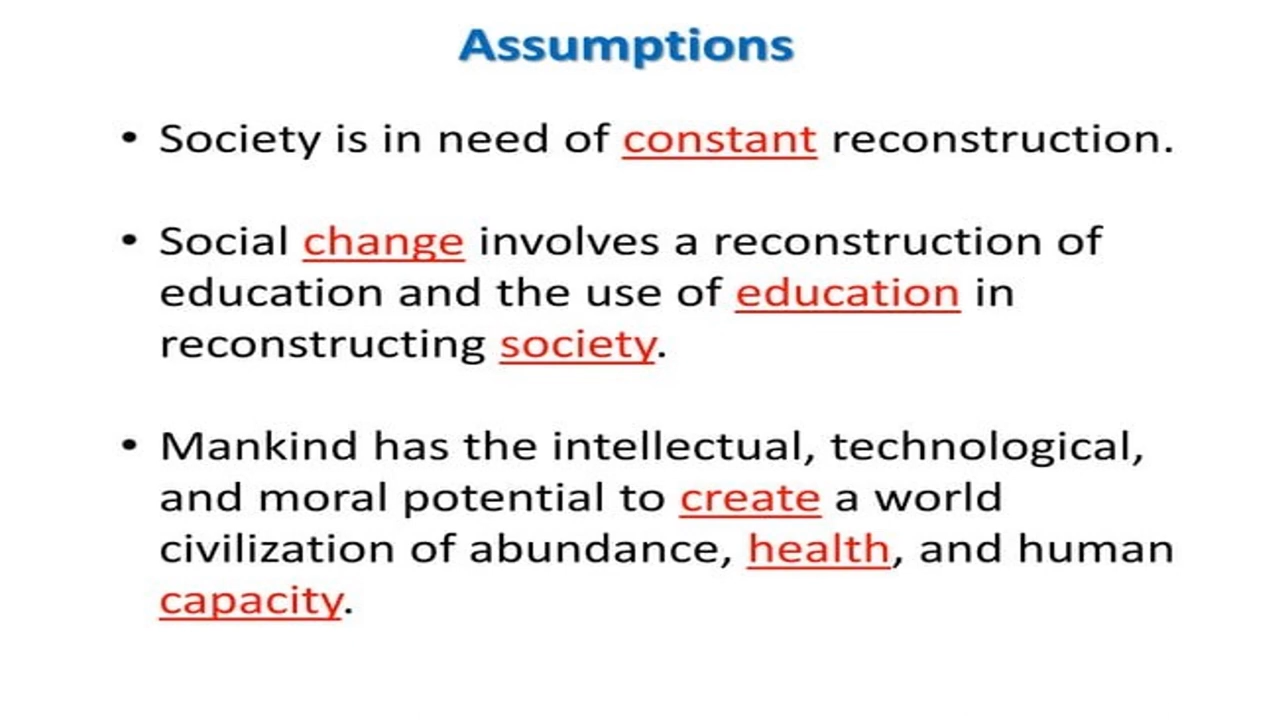 Assumptions
• Society is in need of constant reconstruction.
• Social change involves a reconstruction of
education and the use of education in
reconstructing society.
• Mankind has the intellectual, technological,
and moral potential to create a world
civilization of abundance, health, and human
capacity.